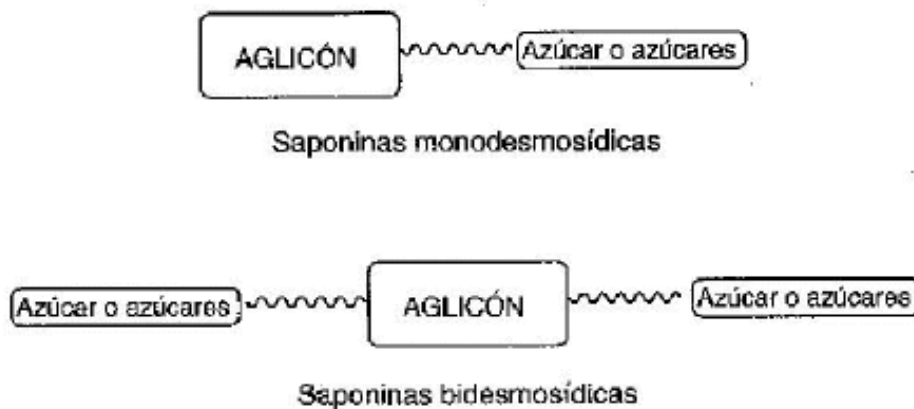 AGLICÓN Azúcar o azúcares
Saponinas monodesmosídicas
Azúcar o azúcares AGLICÓN Azúcar o azúcares
Saponinas bidesmosídicas